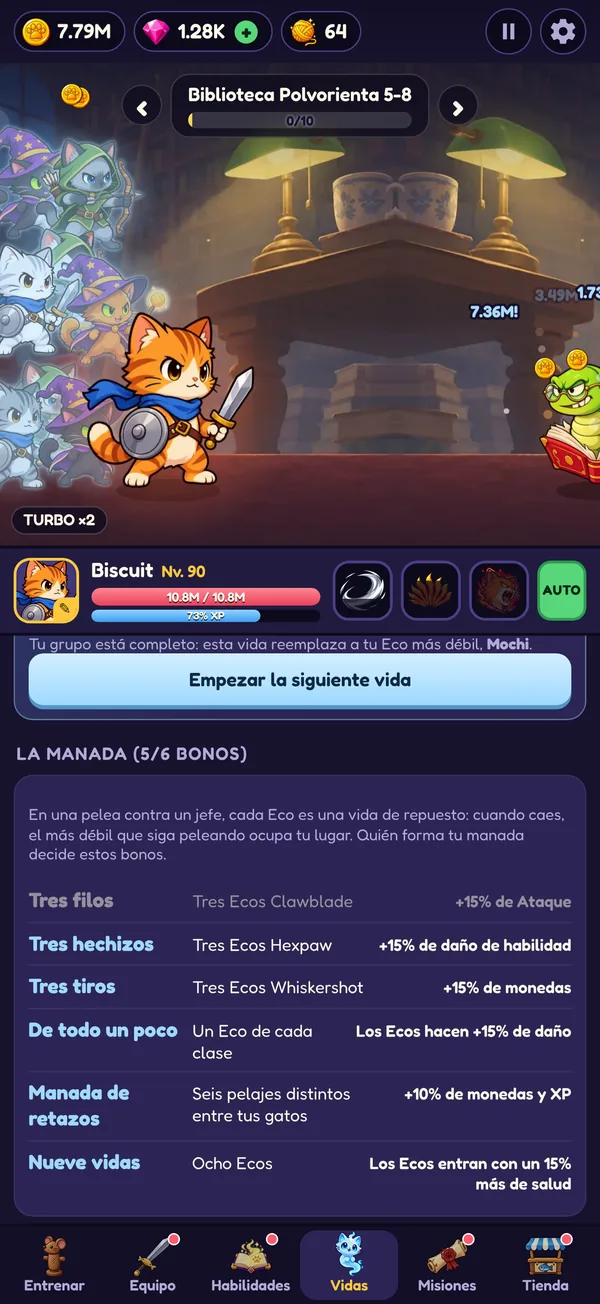 7.79M
1.28K
64
Biblioteca Polvorienta 5-8
0/10
3.49M
7.36M!
TURBO ×2
Biscuit Nv. 90
10.8M / 10.8M
73% XP
AUTO
Tu grupo está completo: esta vida reemplaza a tu Eco más débil, Mochi.
Empezar la siguiente vida
LA MANADA (5/6 BONOS)
En una pelea contra un jefe, cada Eco es una vida de repuesto: cuando caes,
el más débil que siga peleando ocupa tu lugar. Quién forma tu manada
decide estos bonos.
Tres filos Tres Ecos Clawblade +15% de Ataque
Tres hechizos Tres Ecos Hexpaw +15% de daño de habilidad
Tres tiros Tres Ecos Whiskershot +15% de monedas
De todo un poco Un Eco de cada Los Ecos hacen +15% de daño
clase
Manada de Seis pelajes distintos +10% de monedas y XP
retazos entre tus gatos
Nueve vidas Ocho Ecos Los Ecos entran con un 15%
más de salud
Entrenar Equipo Habilidades Vidas Misiones Tienda